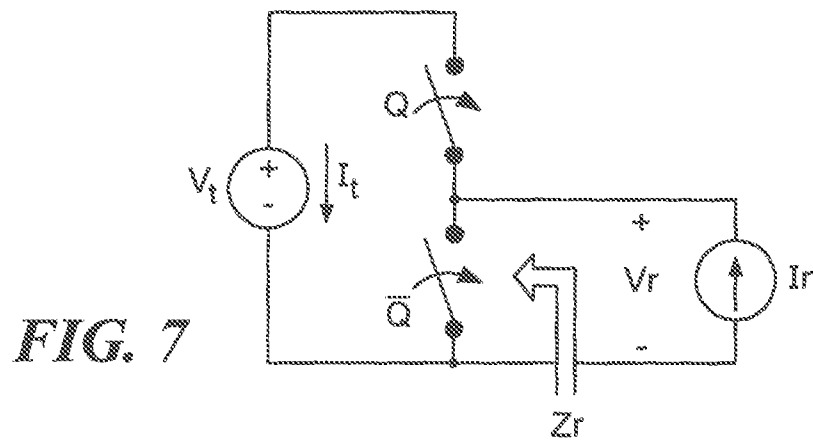 Q
Vt
+
-
It
+
Vr
-
Ir
Q̅
FIG. 7
Zr